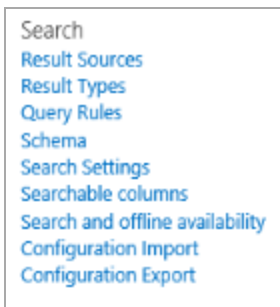 Search
Result Sources
Result Types
Query Rules
Schema
Search Settings
Searchable columns
Search and offline availability
Configuration Import
Configuration Export